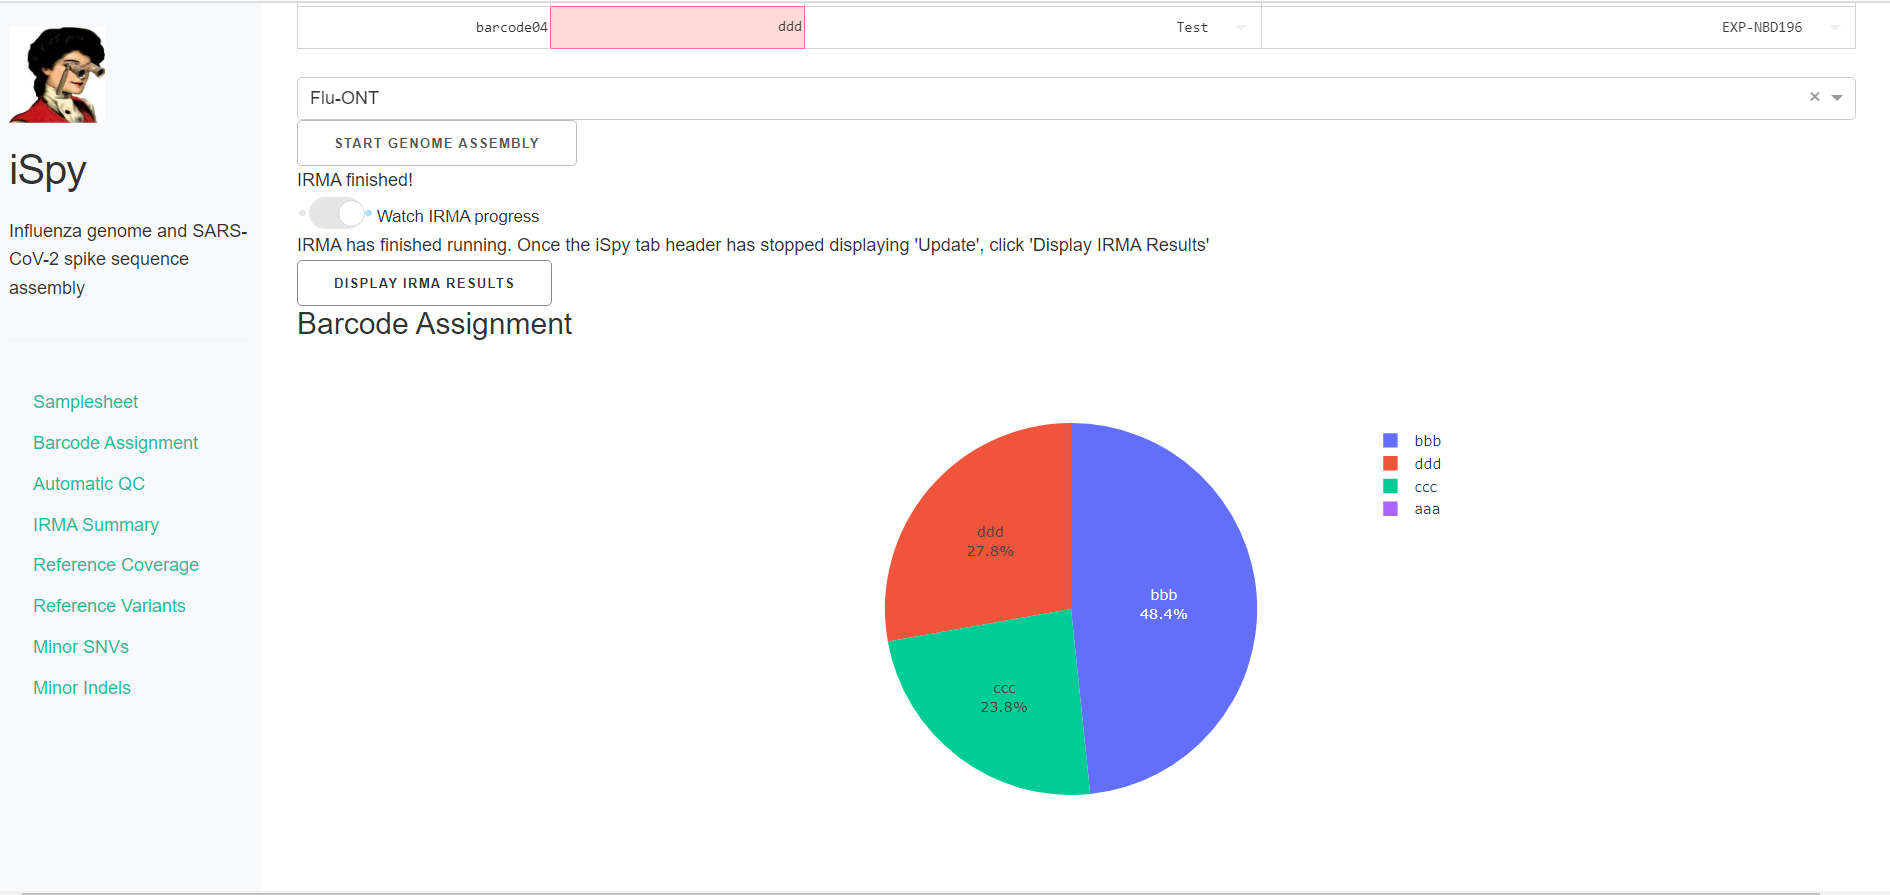 barcode04 ddd Test EXP-NBD196
Flu-ONT
START GENOME ASSEMBLY
IRMA finished!
Watch IRMA progress
IRMA has finished running. Once the iSpy tab header has stopped displaying 'Update', click 'Display IRMA Results'
DISPLAY IRMA RESULTS
Barcode Assignment
iSpy
Influenza genome and SARS-
CoV-2 spike sequence
assembly
Samplesheet
Barcode Assignment
Automatic QC
IRMA Summary
Reference Coverage
Reference Variants
Minor SNVs
Minor Indels
ddd
27.8%
bbb
48.4%
ccc
23.8%
bbb
ddd
ccc
aaa